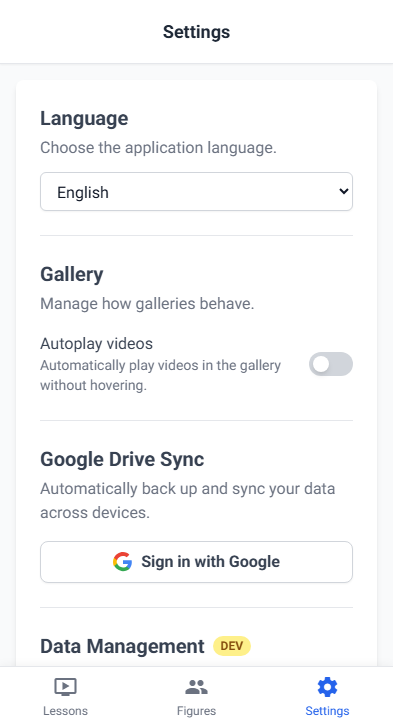 Settings
Language
Choose the application language.
English
Gallery
Manage how galleries behave.
Autoplay videos
Automatically play videos in the gallery
without hovering.
Google Drive Sync
Automatically back up and sync your data
across devices.
Sign in with Google
Data Management DEV
Lessons
Figures
Settings